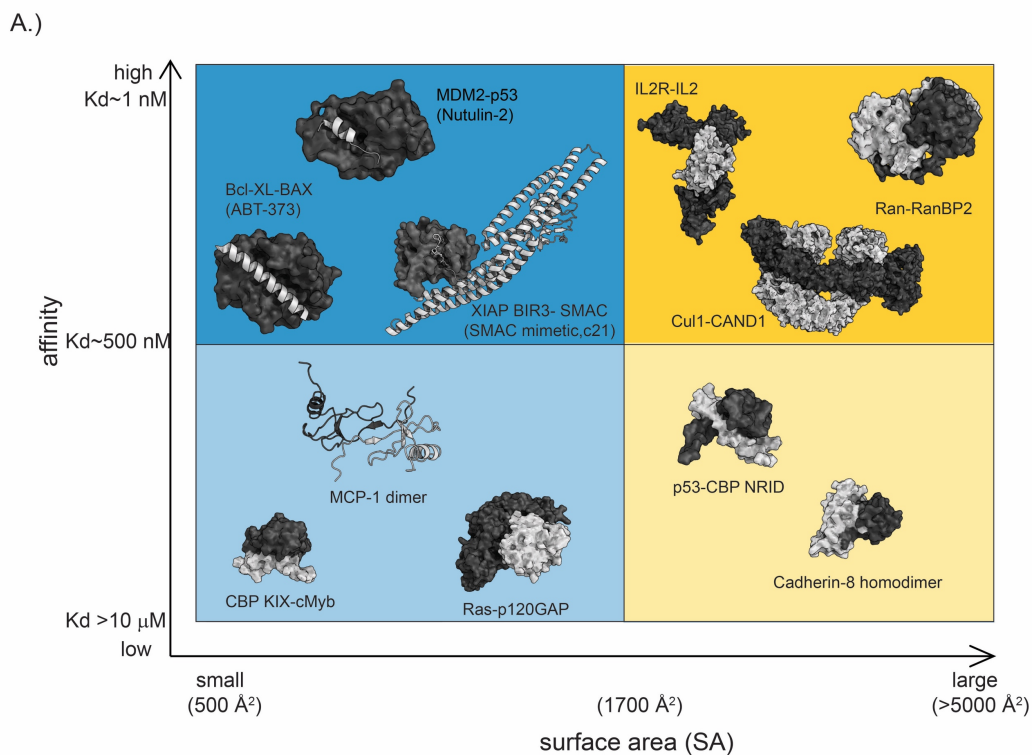 A.)
high
Kd~1 nM
affinity
Kd~500 nM
Kd >10 μM
low
MDM2-p53
(Nutulin-2)
Bcl-XL-BAX
(ABT-373)
XIAP BIR3- SMAC
(SMAC mimetic,c21)
IL2R-IL2
Ran-RanBP2
Cul1-CAND1
MCP-1 dimer
CBP KIX-cMyb
Ras-p120GAP
p53-CBP NRID
Cadherin-8 homodimer
small
(500 Å²)
(1700 Å²)
large
(>5000 Å²)
surface area (SA)